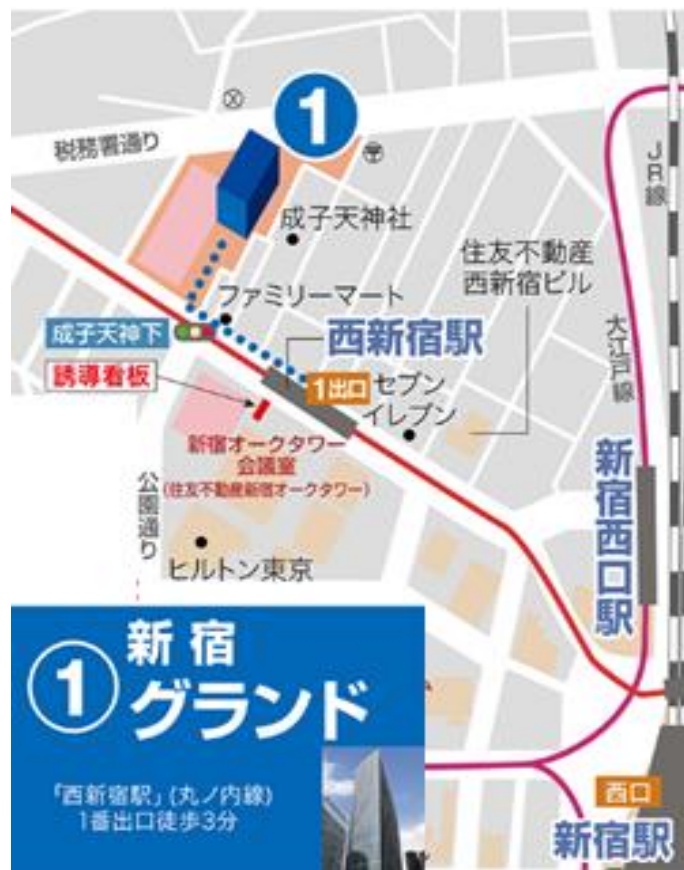 1
税務署通り
JR線
成子天神社
住友不動産
西新宿ビル
ファミリーマート
成子天神下
西新宿駅
大江戸線
誘導看板
1出口
セブン
イレブン
新宿オークタワー
会議室
(住友不動産新宿オークタワー)
新宿西口駅
公園通り
ヒルトン東京
1
新宿
グランド
「西新宿駅」(丸ノ内線)
1番出口徒歩3分
西口
新宿駅